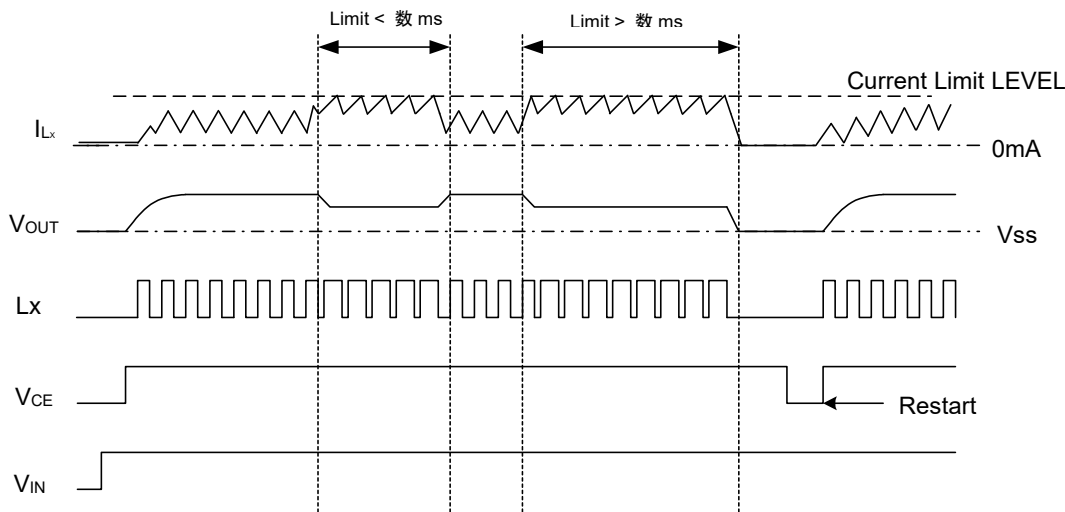 Limit < 数 ms
Limit > 数 ms
Current Limit LEVEL
ILx
0mA
VOUT
Vss
Lx
VCE
Restart
VIN